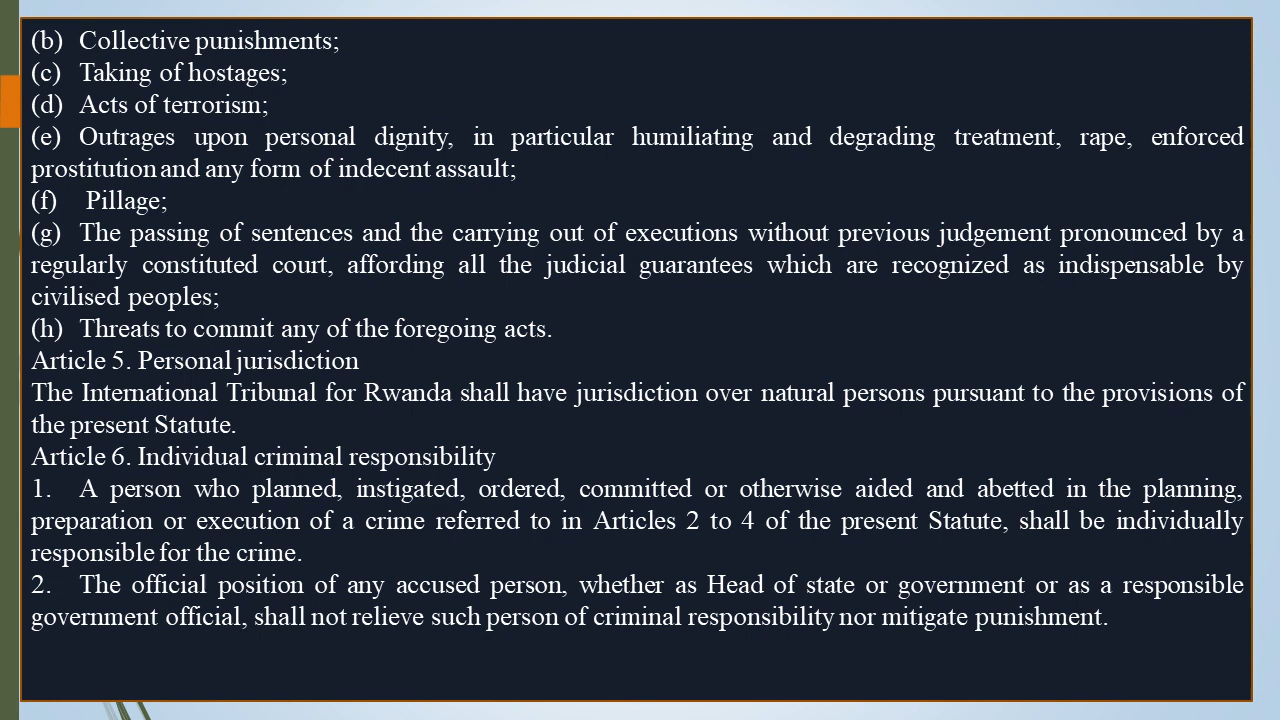 (b) Collective punishments;
(c) Taking of hostages;
(d) Acts of terrorism;
(e) Outrages upon personal dignity, in particular humiliating and degrading treatment, rape, enforced
prostitution and any form of indecent assault;
(f) Pillage;
(g) The passing of sentences and the carrying out of executions without previous judgement pronounced by a
regularly constituted court, affording all the judicial guarantees which are recognized as indispensable by
civilised peoples;
(h) Threats to commit any of the foregoing acts.
Article 5. Personal jurisdiction
The International Tribunal for Rwanda shall have jurisdiction over natural persons pursuant to the provisions of
the present Statute.
Article 6. Individual criminal responsibility
1. A person who planned, instigated, ordered, committed or otherwise aided and abetted in the planning,
preparation or execution of a crime referred to in Articles 2 to 4 of the present Statute, shall be individually
responsible for the crime.
2. The official position of any accused person, whether as Head of state or government or as a responsible
government official, shall not relieve such person of criminal responsibility nor mitigate punishment.